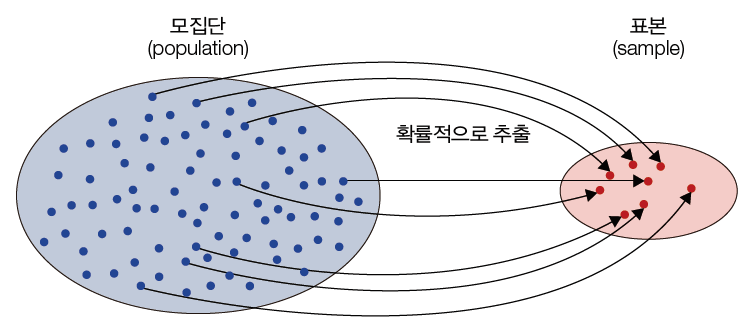 모집단
(population)
표본
(sample)
확률적으로 추출